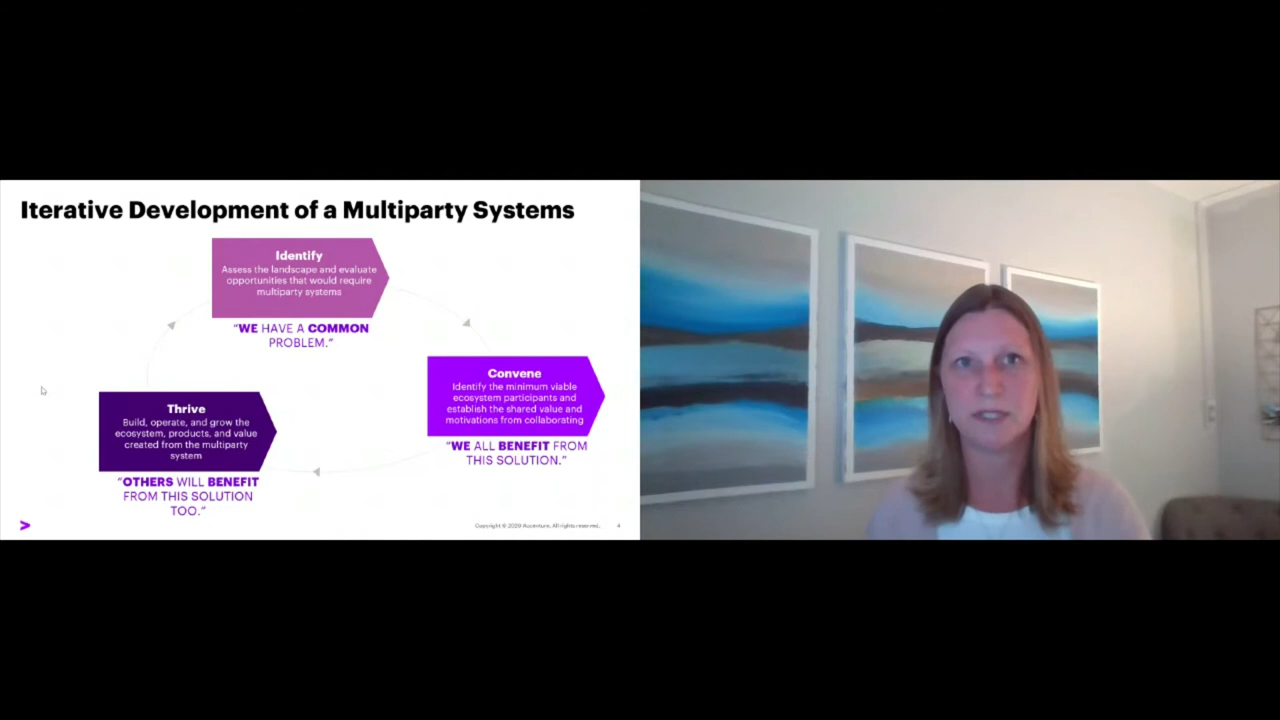 Iterative Development of a Multiparty Systems
Identify
Assess the landscape and evaluate
opportunities that would require
multiparty systems
“WE HAVE A COMMON
PROBLEM.“
Convene
Identify the minimum viable
ecosystem participants and
establish the shared value and
motivations from collaborating
“WE ALL BENEFIT FROM
THIS SOLUTION.”
Thrive
Build, operate, and grow the
ecosystem, products, and value
created from the multiparty
system
“OTHERS WILL BENEFIT
FROM THIS SOLUTION
TOO.”
Copyright © 2020 Accenture. All rights reserved. 4